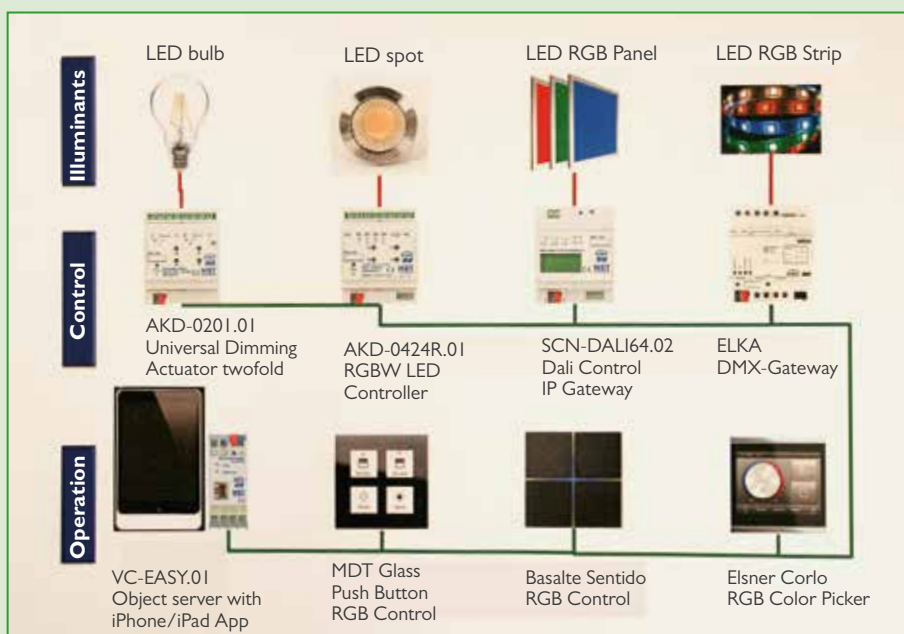 Illuminants
LED bulb
LED spot
LED RGB Panel
LED RGB Strip
Control
AKD-0201.01
Universal Dimming
Actuator twofold
AKD-0424R.01
RGBW LED
Controller
SCN-DALI64.02
Dali Control
IP Gateway
ELKA
DMX-Gateway
Operation
VC-EASY.01
Object server with
iPhone/iPad App
MDT Glass
Push Button
RGB Control
Basalte Sentido
RGB Control
Elsner Corlo
RGB Color Picker